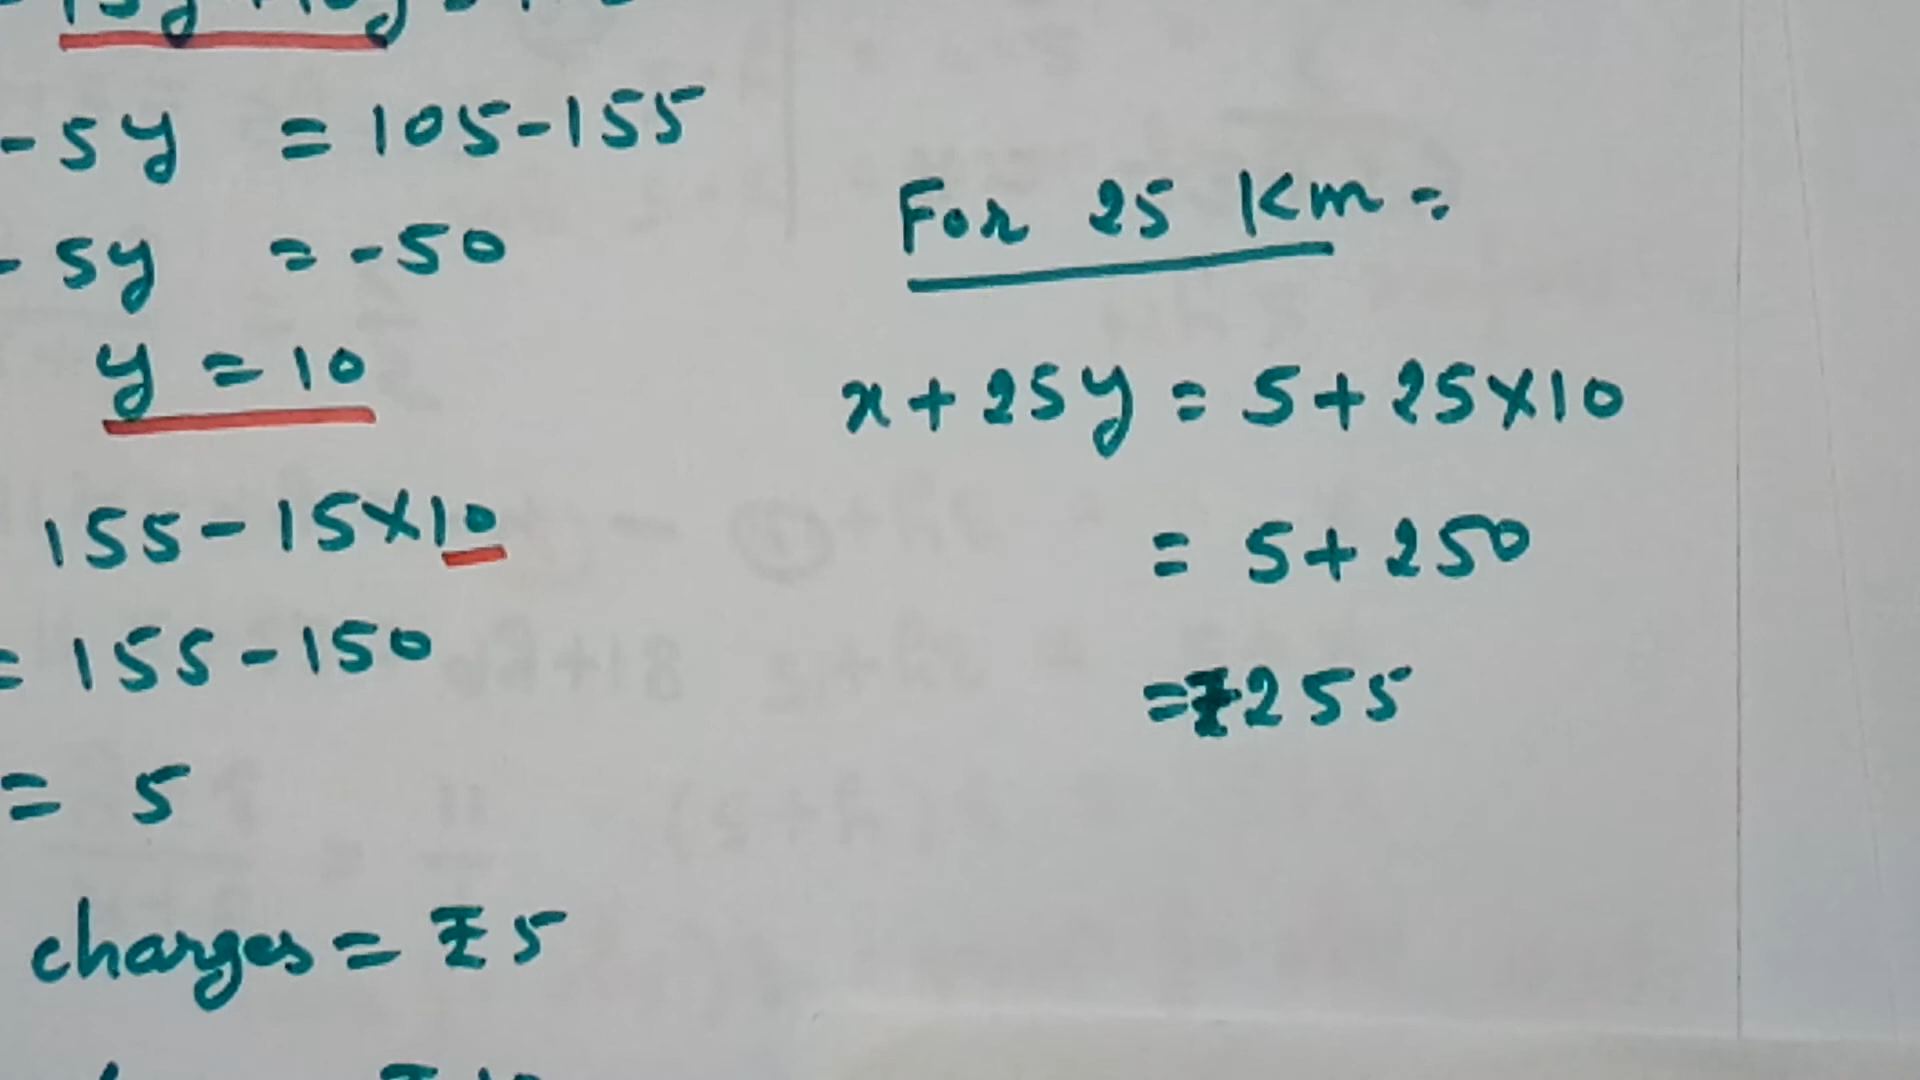 -5y = 105-155
-5y = -50
y = 10
155-15×10
= 155-150
= 5
charges = ₹5
For 25 Km =
x+25y = 5+25×10
= 5+250
= ₹255